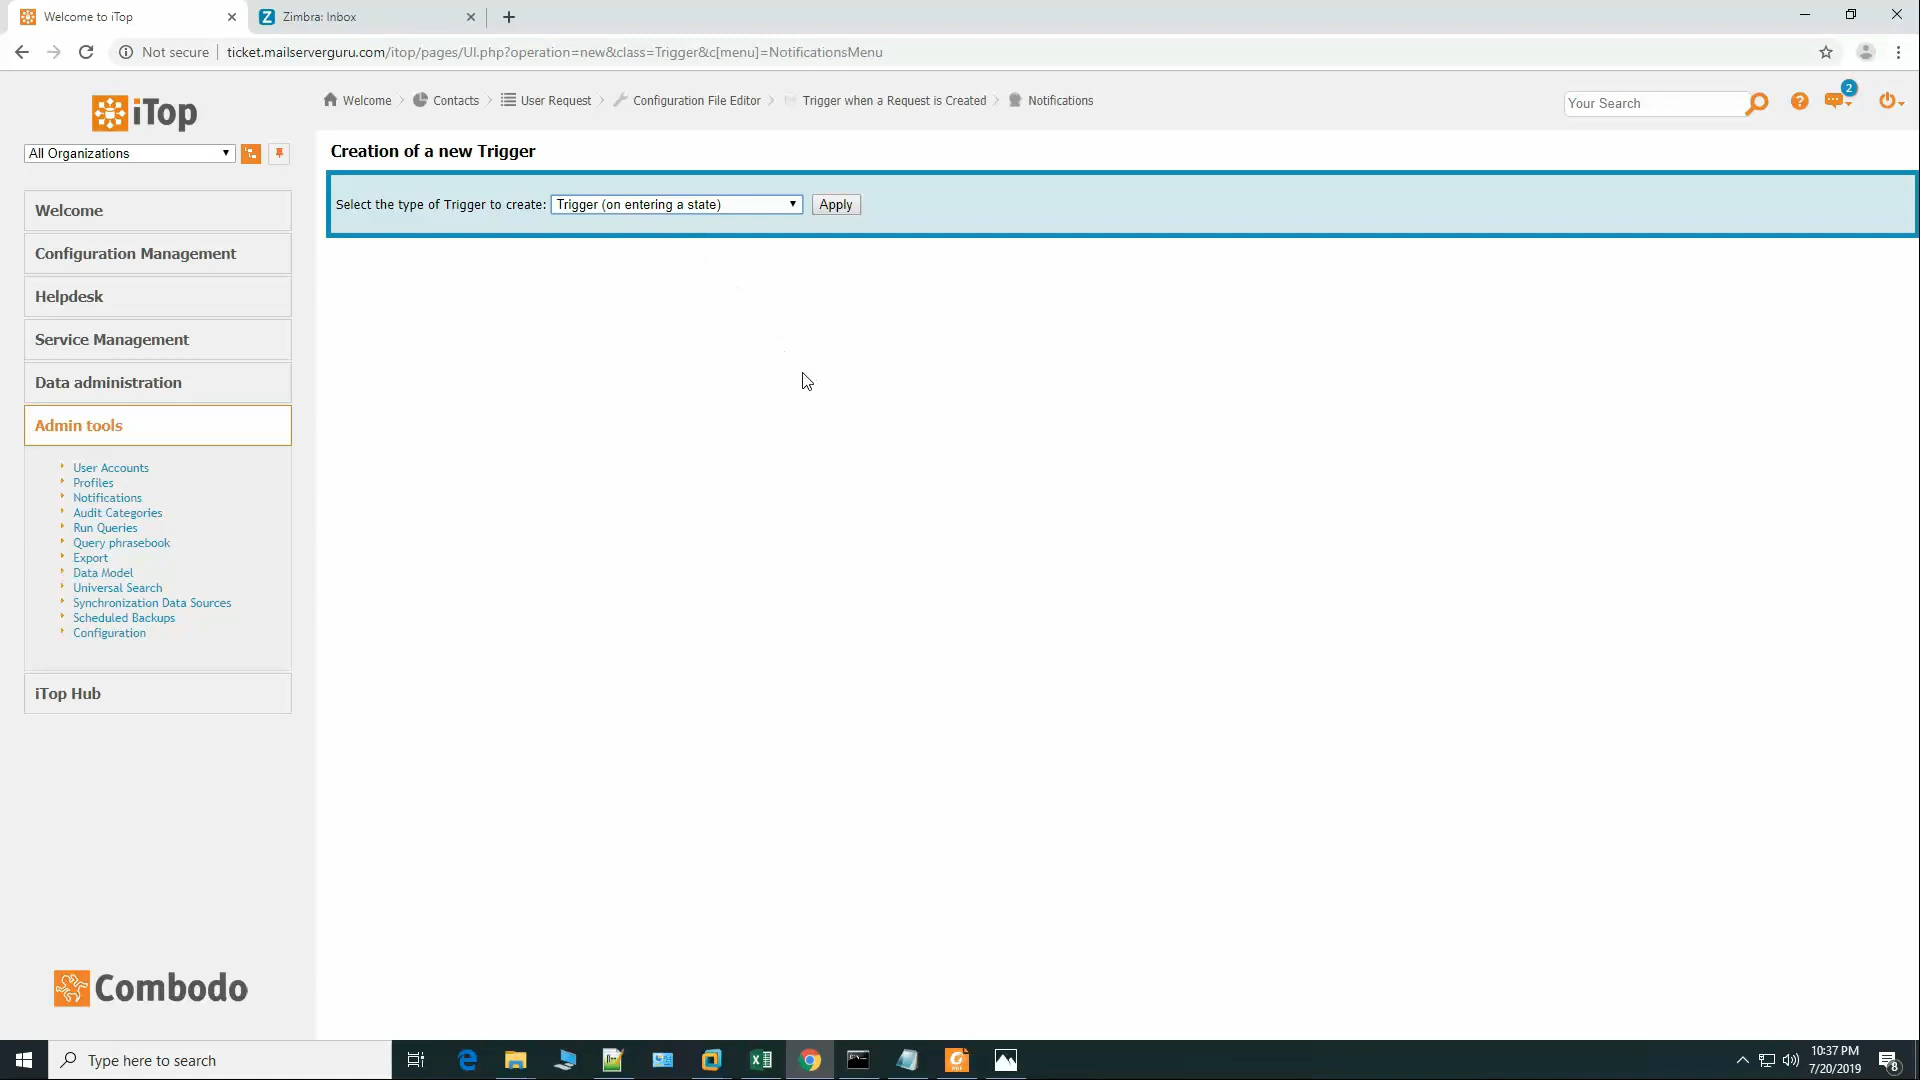 Welcome to iTop
Zimbra: Inbox
Not secure
ticket.mailserverguru.com/itop/pages/UI.php?operation=new&class=Trigger&c[menu]=NotificationsMenu
iTop
Welcome
Contacts
User Request
Configuration File Editor
Trigger when a Request is Created
Notifications
Your Search
2
All Organizations
Creation of a new Trigger
Select the type of Trigger to create:
Trigger (on entering a state)
Apply
Welcome
Configuration Management
Helpdesk
Service Management
Data administration
Admin tools
User Accounts
Profiles
Notifications
Audit Categories
Run Queries
Query phrasebook
Export
Data Model
Universal Search
Synchronization Data Sources
Scheduled Backups
Configuration
iTop Hub
Combodo
Type here to search
10:37 PM
7/20/2019
8